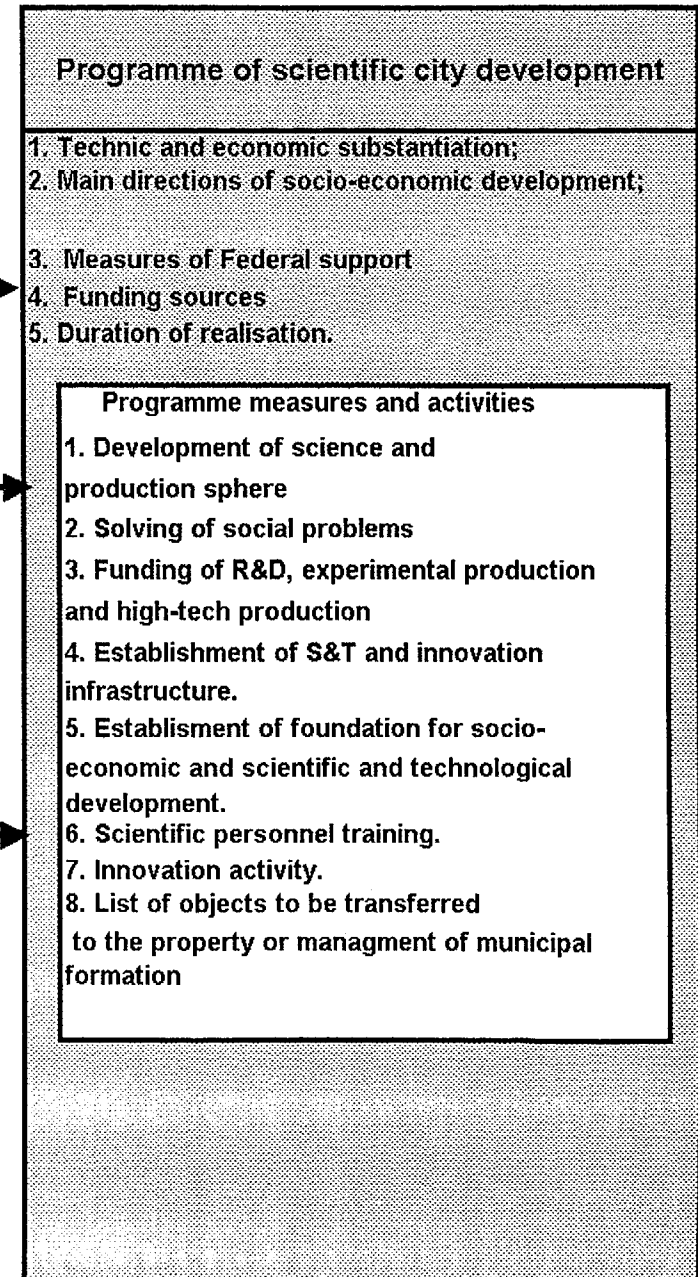 Programme of scientific city development
1. Technic and economic substantiation;
2. Main directions of socio-economic development;
3. Measures of Federal support
4. Funding sources
5. Duration of realisation.
Programme measures and activities
1. Development of science and
production sphere
2. Solving of social problems
3. Funding of R&D, experimental production
and high-tech production
4. Establishment of S&T and innovation
infrastructure.
5. Establisment of foundation for socio-
economic and scientific and technological
development.
6. Scientific personnel training.
7. Innovation activity.
8. List of objects to be transferred
to the property or managment of municipal
formation